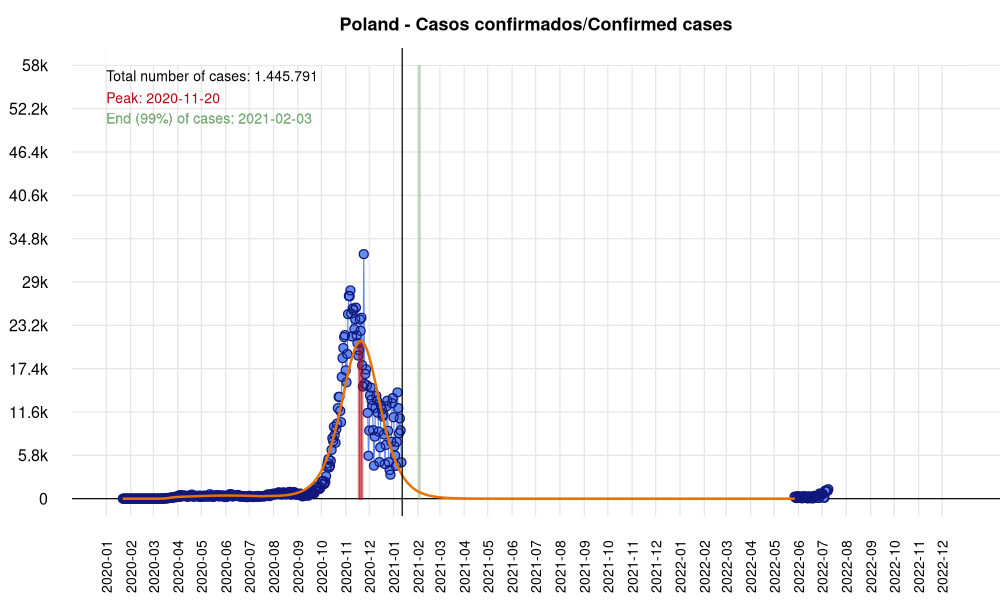 Poland - Casos confirmados/Confirmed cases
58k
52.2k
46.4k
40.6k
34.8k
29k
23.2k
17.4k
11.6k
5.8k
0
Total number of cases: 1.445.791
Peak: 2020-11-20
End (99%) of cases: 2021-02-03
2020-01
2020-02
2020-03
2020-04
2020-05
2020-06
2020-07
2020-08
2020-09
2020-10
2020-11
2020-12
2021-01
2021-02
2021-03
2021-04
2021-05
2021-06
2021-07
2021-08
2021-09
2021-10
2021-11
2021-12
2022-01
2022-02
2022-03
2022-04
2022-05
2022-06
2022-07
2022-08
2022-09
2022-10
2022-11
2022-12